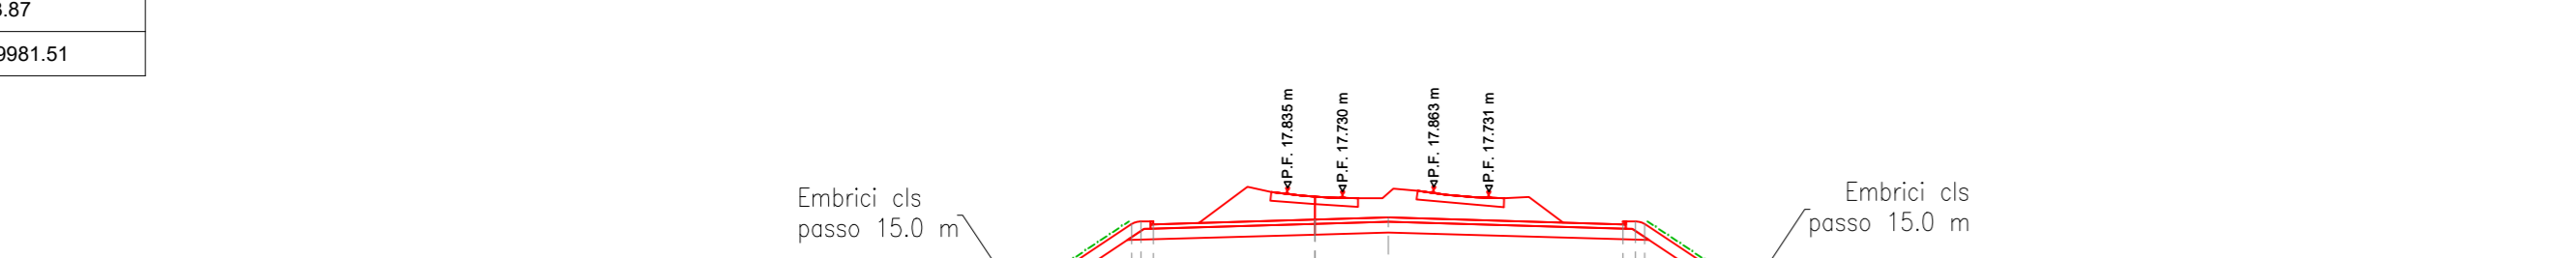 .87
9981.51
P.F. 17.835 m
P.F. 17.730 m
P.F. 17.863 m
P.F. 17.731 m
Embrici cls
passo 15.0 m
Embrici cls
passo 15.0 m